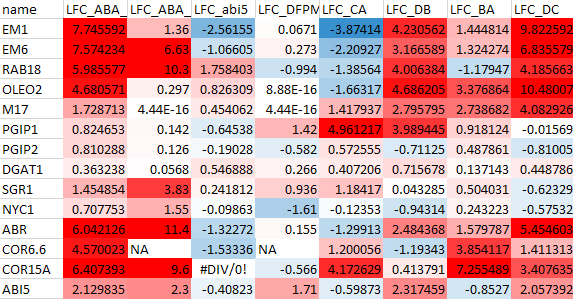 name LFC_ABA_ LFC_ABA_ LFC_abi5 LFC_DFPM LFC_CA LFC_DB LFC_BA LFC_DC
EM1 7.745592 1.36 -2.56155 0.0671 -3.87414 4.230562 1.444814 9.822592
EM6 7.574234 6.63 -1.06605 0.273 -2.20927 3.166589 1.324274 6.835579
RAB18 5.985577 10.3 1.758403 -0.994 -1.38564 4.006384 -1.17947 4.185663
OLEO2 4.680571 0.297 0.826309 8.88E-16 -1.66317 4.686205 3.376864 10.48007
M17 1.728713 4.44E-16 0.454062 4.44E-16 1.417937 2.795795 2.738682 4.082926
PGIP1 0.824653 0.142 -0.64538 1.42 4.961217 3.989445 0.918124 -0.01569
PGIP2 0.810288 0.126 -0.19028 -0.582 0.572555 -0.71125 0.487861 -0.81005
DGAT1 0.363238 0.0568 0.546888 0.266 0.407206 0.715678 0.137143 0.448786
SGR1 1.454854 3.83 0.241812 0.936 1.18417 0.043285 0.504031 -0.62329
NYC1 0.707753 1.55 -0.09863 -1.61 -0.12353 -0.94314 0.243223 -0.57532
ABR 6.042126 11.4 -1.32272 0.155 -1.29913 2.484368 1.579787 5.454603
COR6.6 4.570023 NA -1.53336 NA 1.200056 -1.19343 3.854117 1.411313
COR15A 6.407393 9.6 #DIV/0! -0.566 4.172629 0.413791 7.255489 3.407635
ABI5 2.129835 2.3 -0.40823 1.71 -0.59873 2.317459 -0.8527 2.057392